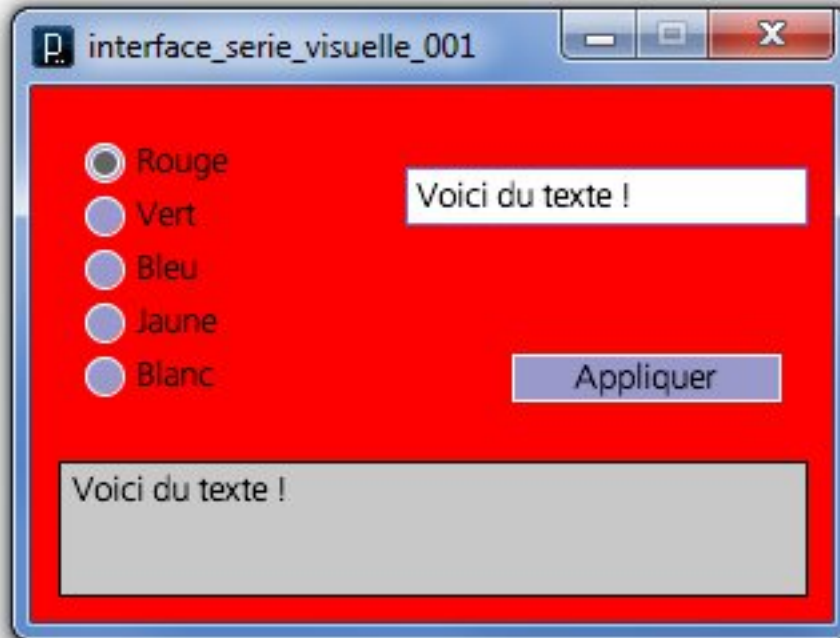 interface_serie_visuelle_001
Rouge
Vert
Bleu
Jaune
Blanc
Voici du texte !
Appliquer
Voici du texte !